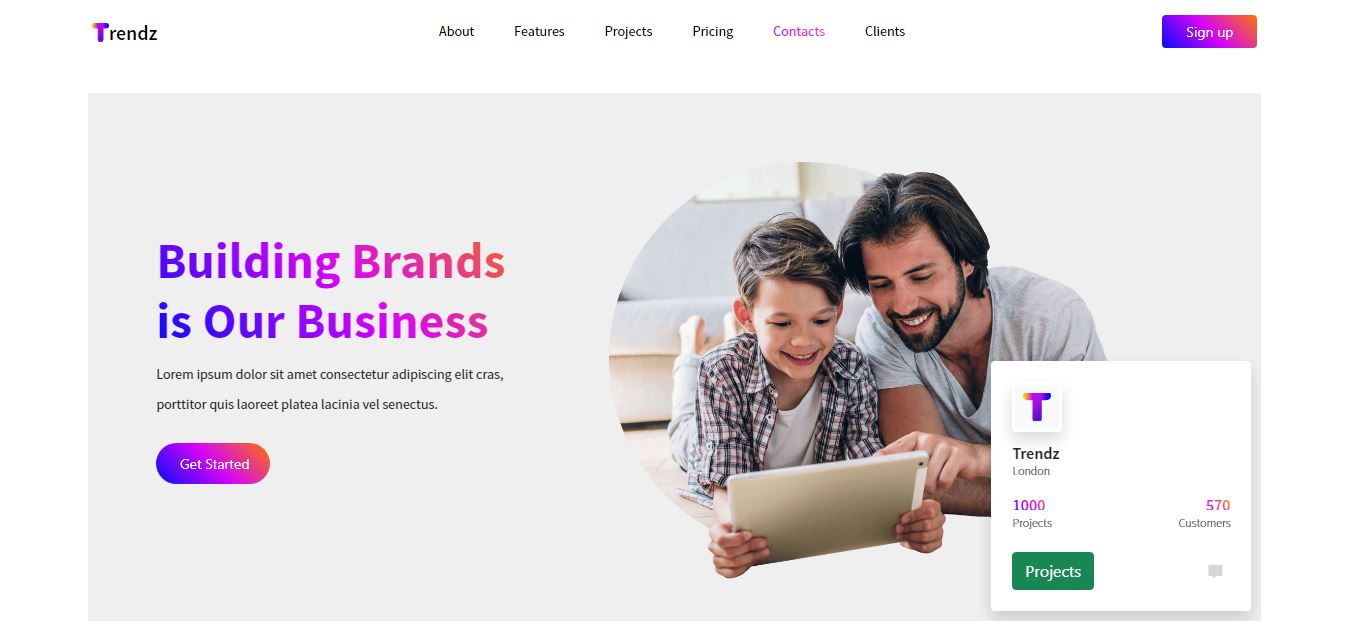 Trendz
About Features Projects Pricing Contacts Clients
Sign up
Building Brands
is Our Business
Lorem ipsum dolor sit amet consectetur adipiscing elit cras,
porttitor quis laoreet platea lacinia vel senectus.
Get Started
T
Trendz
London
1000 570
Projects Customers
Projects